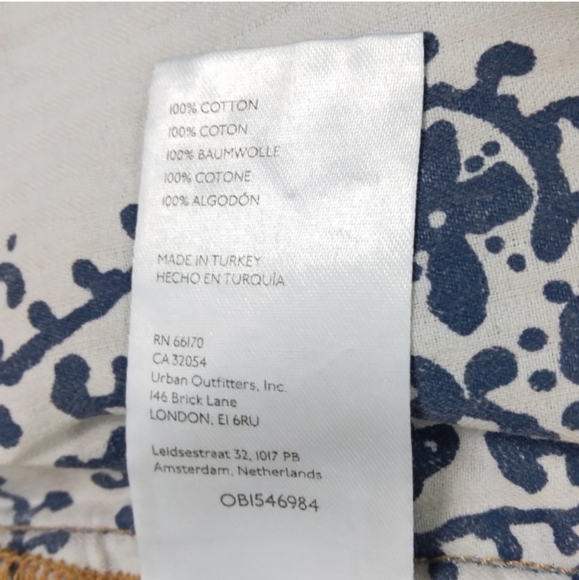 100% COTTON
100% COTON
100% BAUMWOLLE
100% COTONE
100% ALGODÓN
MADE IN TURKEY
HECHO EN TURQUÍA
RN 66170
CA 32054
Urban Outfitters, Inc.
146 Brick Lane
LONDON, E1 6RU
Leidsestraat 32, 1017 PB
Amsterdam, Netherlands
OB1546984